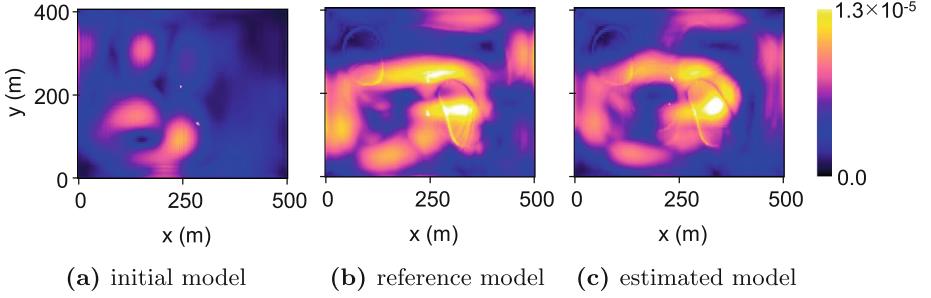 400
200
0
y (m)
0 250 500
x (m)
0 250 500
x (m)
0 250 500
x (m)
1.3×10⁻⁵
0.0
(a) initial model
(b) reference model
(c) estimated model